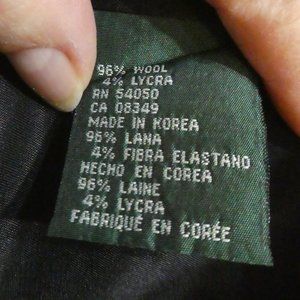 96% WOOL
4% LYCRA
RN 54050
CA 08349
MADE IN KOREA
96% LANA
4% FIBRA ELASTANO
HECHO EN COREA
96% LAINE
4% LYCRA
FABRIQUÉ EN CORÉE